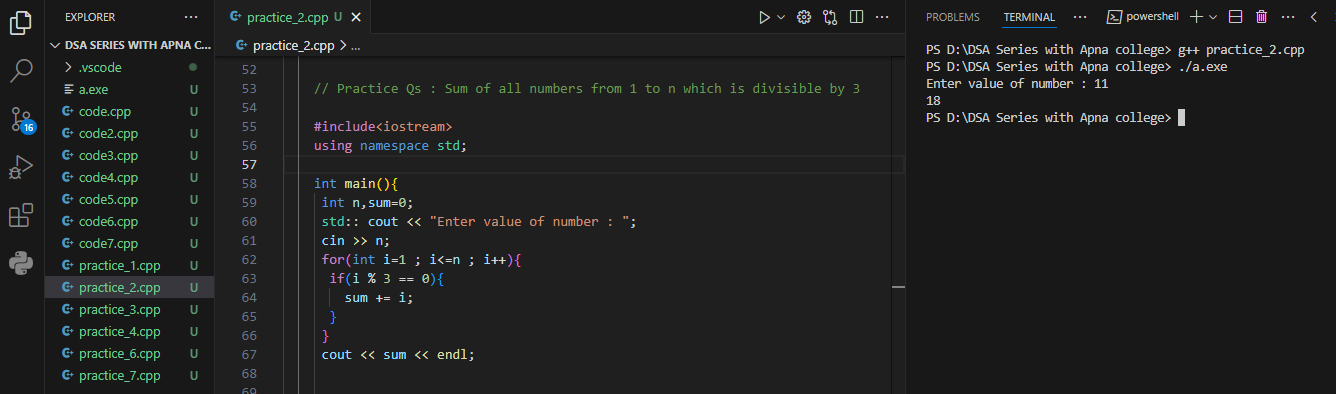 EXPLORER ...
DSA SERIES WITH APNA C...
.vscode
a.exe U
code.cpp U
code2.cpp U
code3.cpp U
code4.cpp U
code5.cpp U
code6.cpp U
code7.cpp U
practice_1.cpp U
practice_2.cpp U
practice_3.cpp U
practice_4.cpp U
practice_6.cpp U
practice_7.cpp U
16
practice_2.cpp U
practice_2.cpp > ...
52
53 // Practice Qs : Sum of all numbers from 1 to n which is divisible by 3
54
55 #include<iostream>
56 using namespace std;
57
58 int main(){
59 int n,sum=0;
60 std:: cout << "Enter value of number : ";
61 cin >> n;
62 for(int i=1 ; i<=n ; i++){
63 if(i % 3 == 0){
64 sum += i;
65 }
66 }
67 cout << sum << endl;
68
69
PROBLEMS TERMINAL ... powershell
PS D:\DSA Series with Apna college> g++ practice_2.cpp
PS D:\DSA Series with Apna college> ./a.exe
Enter value of number : 11
18
PS D:\DSA Series with Apna college>